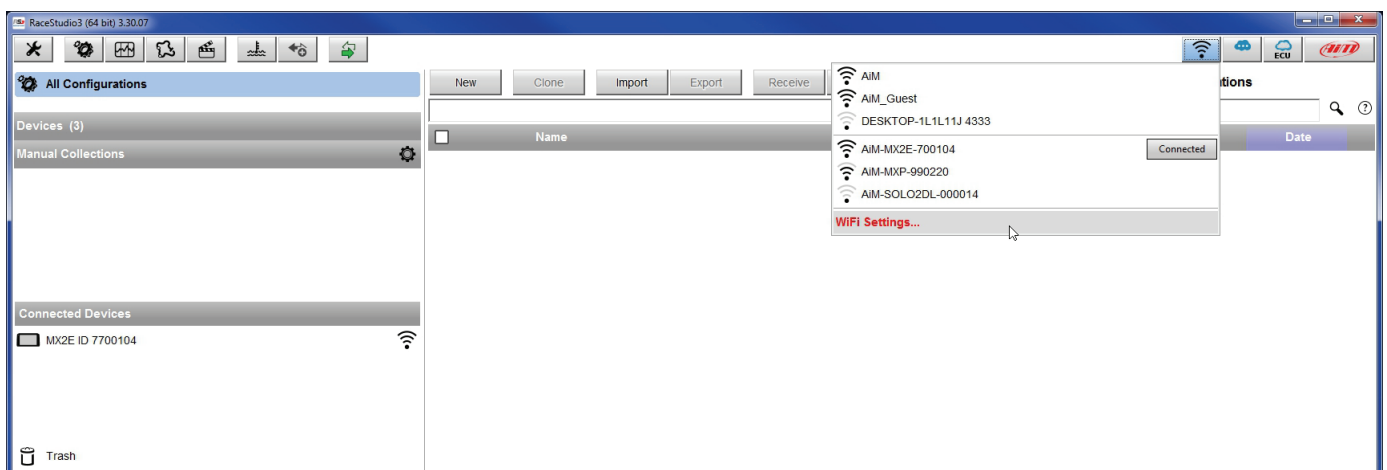 RaceStudio3 (64 bit) 3.30.07
ECU
AiM
All Configurations
New Clone Import Export Receive
AiM
AiM_Guest
DESKTOP-1L1L11J 4333
AiM-MX2E-700104 Connected
AiM-MXP-990220
AiM-SOLO2DL-000014
WiFi Settings...
Devices (3)
Manual Collections
Name Date
Connected Devices
MX2E ID 7700104
Trash